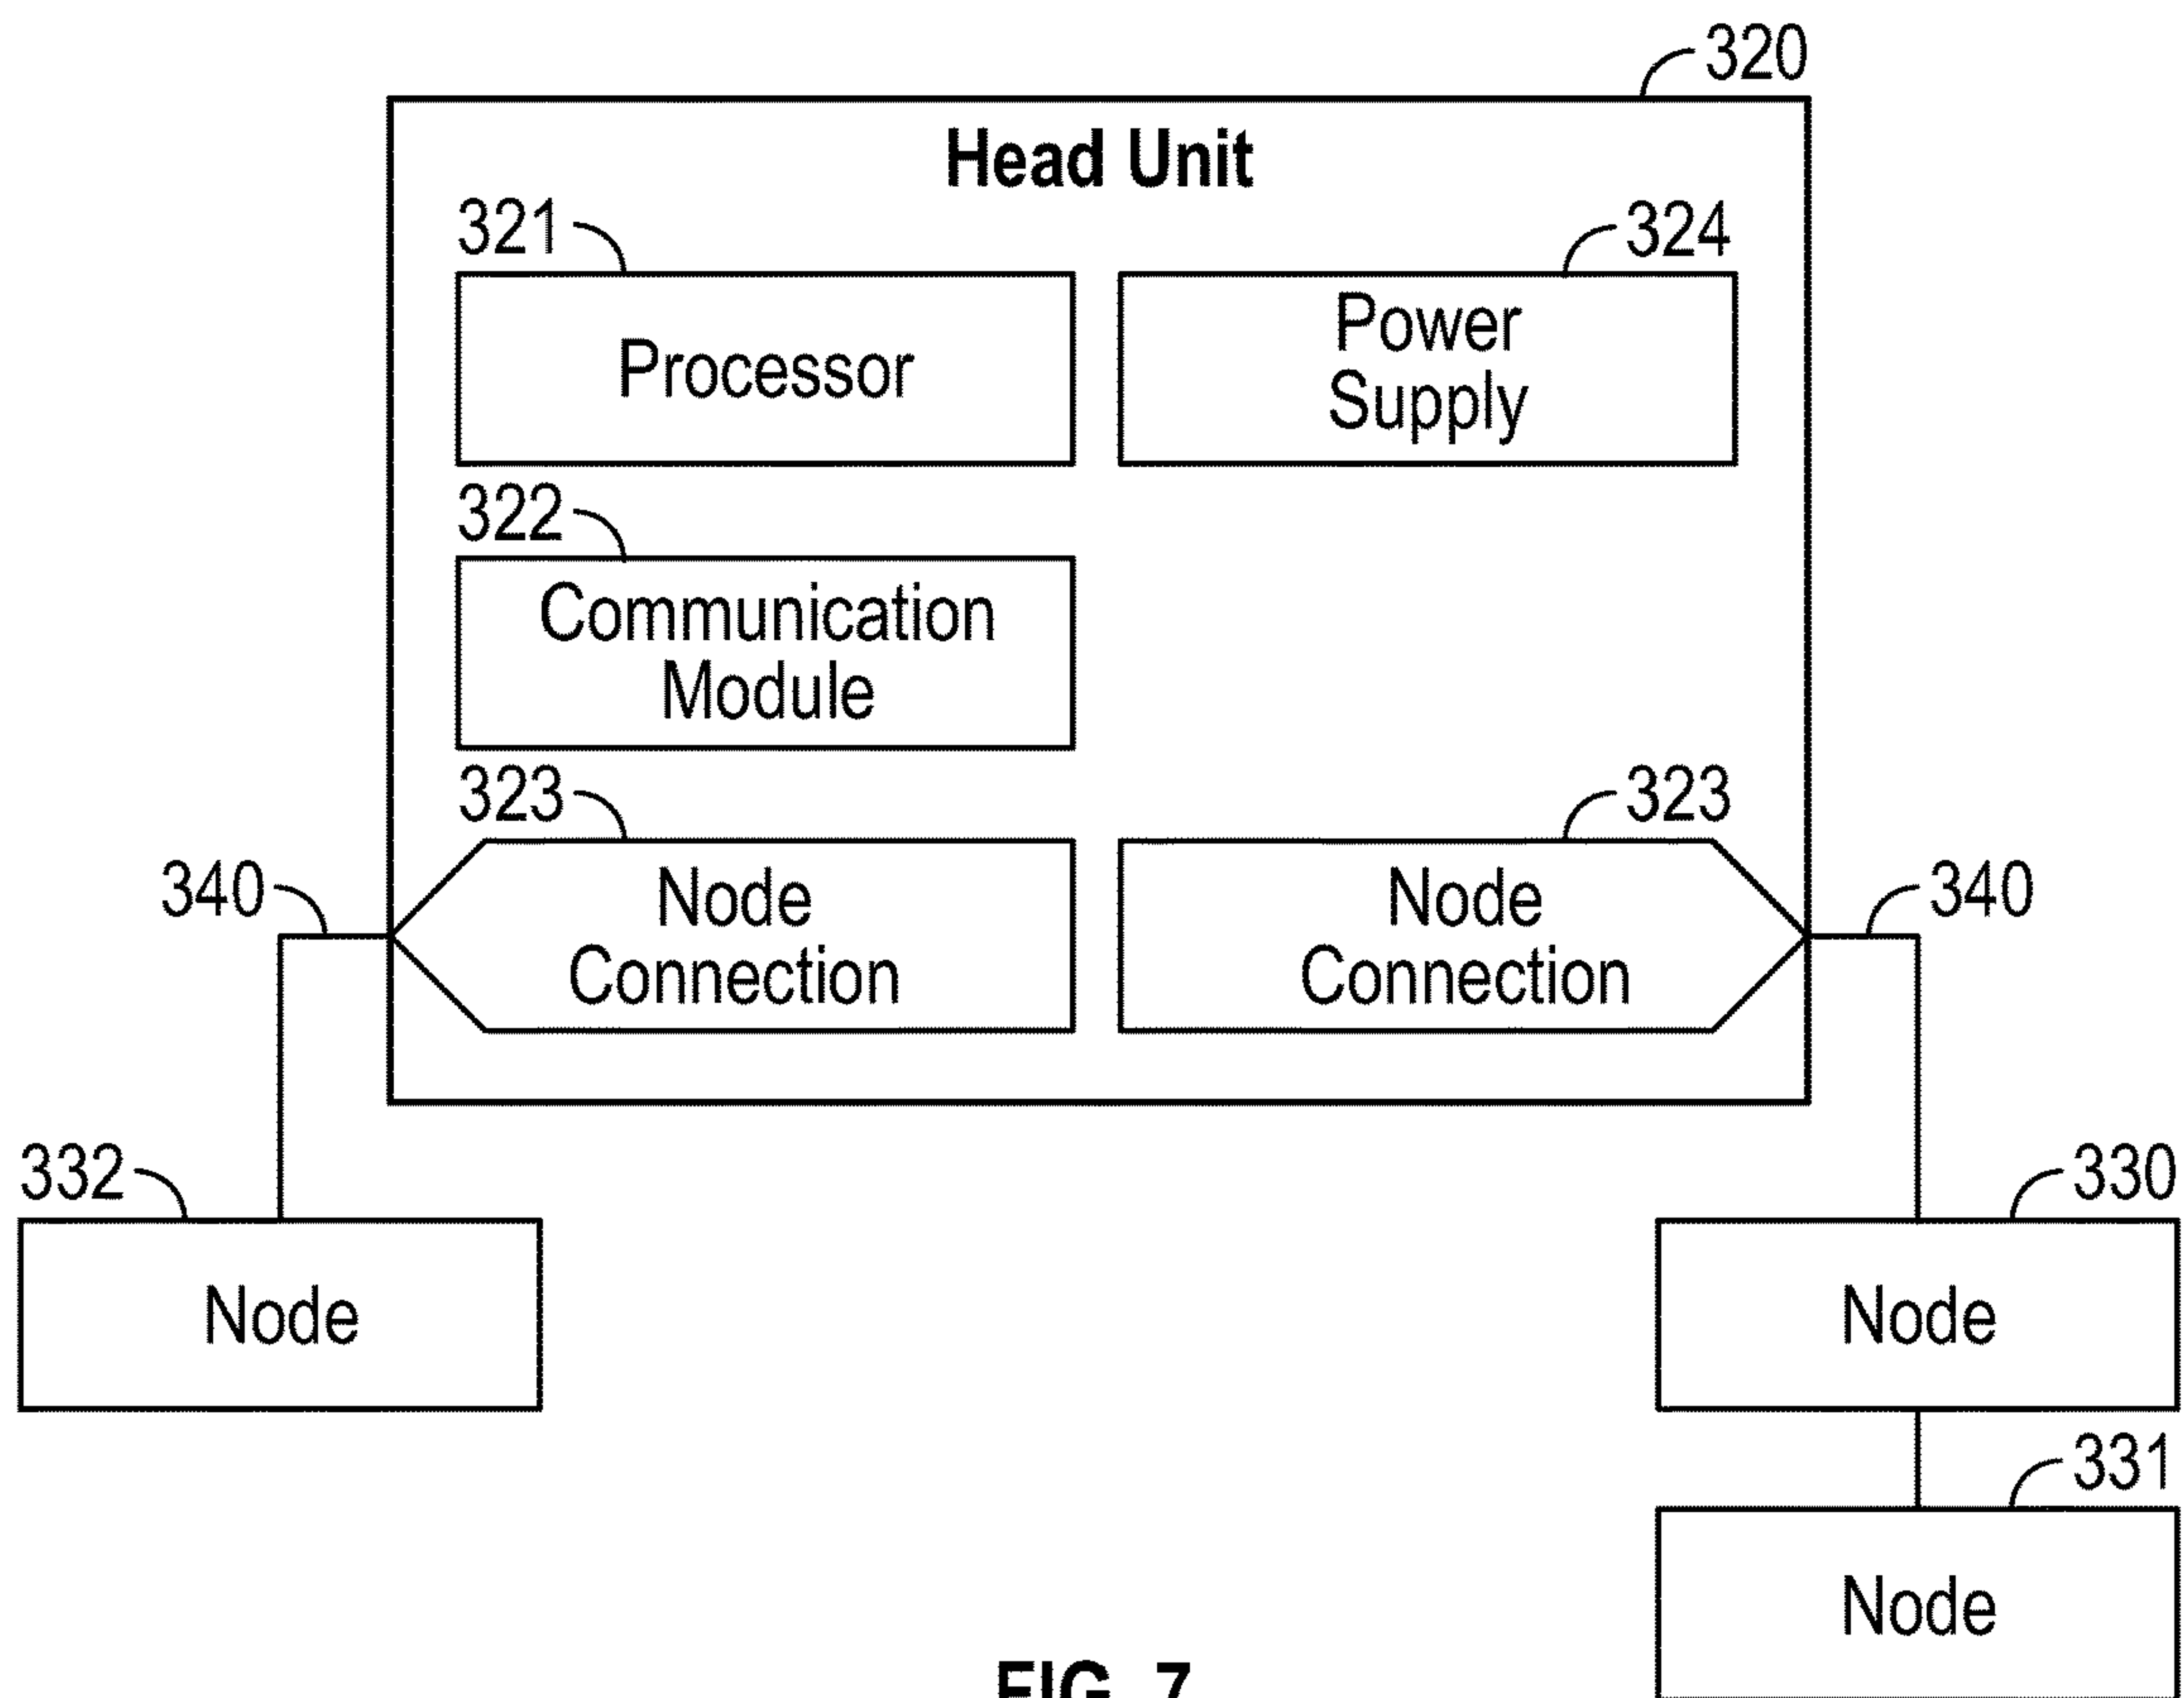 320
Head Unit
321
324
Processor
Power
Supply
322
Communication
Module
323
323
340
Node
Connection
Node
Connection
340
332
330
Node
Node
331
Node
FIG. 7